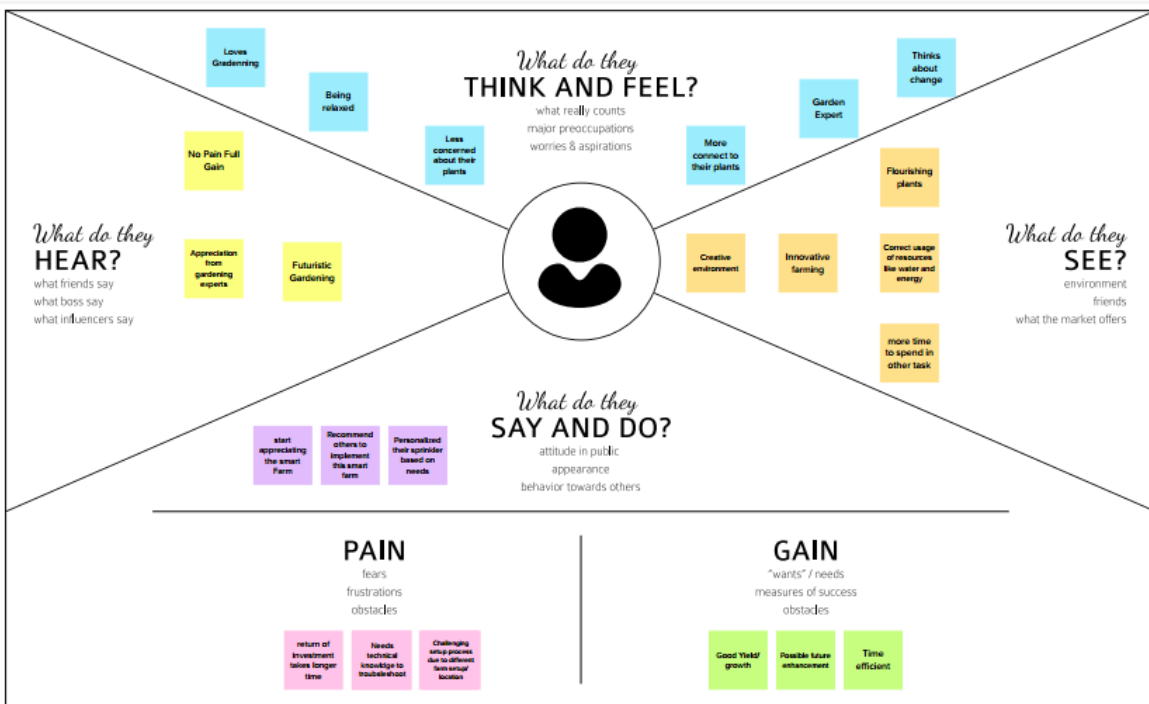 Loves
Gradenning
Being
relaxed
Less
concerned
about their
plants
What do they
THINK AND FEEL?
what really counts
major preoccupations
worries & aspirations
More
connect to
their plants
Garden
Expert
Thinks
about
change
What do they
HEAR?
what friends say
what boss say
what influencers say
No Pain Full
Gain
Appreciation
from
gardening
experts
Futuristic
Gardening
What do they
SEE?
environment
friends
what the market offers
Flourishing
plants
Creative
environment
Innovative
farming
Correct usage
of resources
like water and
energy
more time
to spend in
other task
What do they
SAY AND DO?
attitude in public
appearance
behavior towards others
start
appreciating
the smart
Farm
Recommend
others to
implement
this smart
farm
Personalized
their sprinkler
based on
needs
PAIN
fears
frustrations
obstacles
return of
investment
takes longer
time
Needs
technical
knowldge to
troubleshoot
Challenging
setup process
due to different
farm setup/
location
GAIN
"wants" / needs
measures of success
obstacles
Good Yield/
growth
Possible future
enhancement
Time
efficient